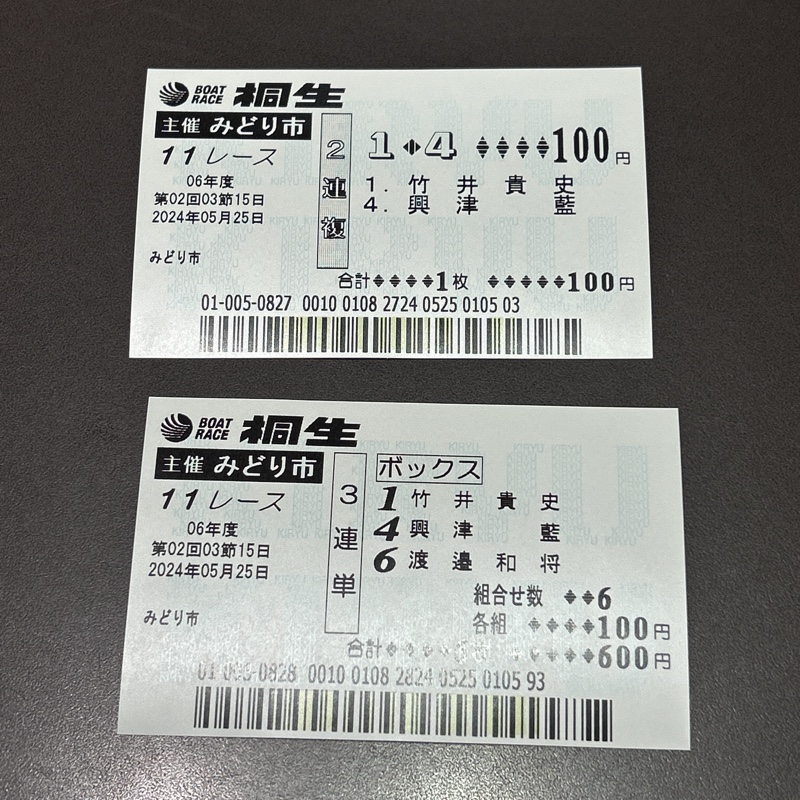 BOAT RACE 桐生
主催 みどり市
11レース
06年度
第02回03節15日
2024年05月25日
みどり市
2連複
1 4 100円
1. 竹井貴史
4. 興津藍
合計 1枚 100円
01-005-0827 0010 0108 2724 0525 0105 03
BOAT RACE 桐生
主催 みどり市
11レース
06年度
第02回03節15日
2024年05月25日
みどり市
3連単
ボックス
1 竹井貴史
4 興津藍
6 渡邉和将
組合せ数 6
各組 100円
合計 枚 600円
01-005-0828 0010 0108 2824 0525 0105 93